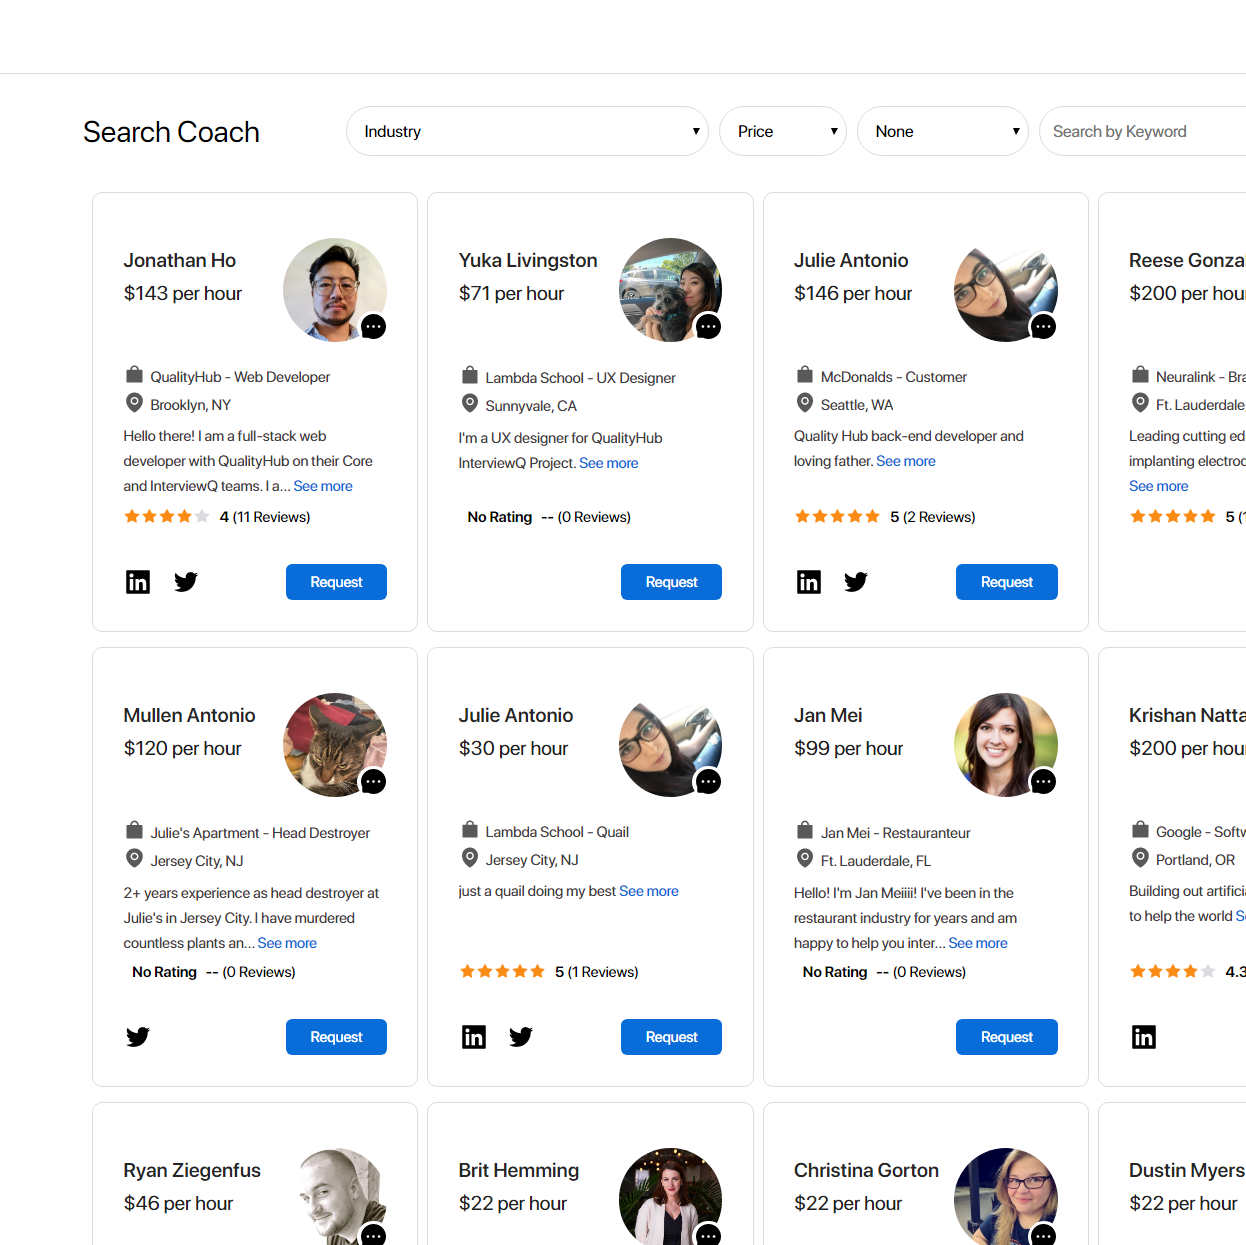 Search Coach
Industry
Price
None
Search by Keyword
Jonathan Ho
$143 per hour
QualityHub - Web Developer
Brooklyn, NY
Hello there! I am a full-stack web
developer with QualityHub on their Core
and InterviewQ teams. I a... See more
4 (11 Reviews)
in
Request
Yuka Livingston
$71 per hour
Lambda School - UX Designer
Sunnyvale, CA
I'm a UX designer for QualityHub
InterviewQ Project. See more
No Rating -- (0 Reviews)
Request
Julie Antonio
$146 per hour
McDonalds - Customer
Seattle, WA
Quality Hub back-end developer and
loving father. See more
5 (2 Reviews)
in
Request
Reese Gonza
$200 per hou
Neuralink - Bra
Ft. Lauderdale,
Leading cutting ed
implanting electrod
See more
5 (1
Mullen Antonio
$120 per hour
Julie's Apartment - Head Destroyer
Jersey City, NJ
2+ years experience as head destroyer at
Julie's in Jersey City. I have murdered
countless plants an... See more
No Rating -- (0 Reviews)
Request
Julie Antonio
$30 per hour
Lambda School - Quail
Jersey City, NJ
just a quail doing my best See more
5 (1 Reviews)
in
Request
Jan Mei
$99 per hour
Jan Mei - Restauranteur
Ft. Lauderdale, FL
Hello! I'm Jan Meiiii! I've been in the
restaurant industry for years and am
happy to help you inter... See more
No Rating -- (0 Reviews)
Request
Krishan Natta
$200 per hou
Google - Softw
Portland, OR
Building out artificia
to help the world S
4.3
in
Ryan Ziegenfus
$46 per hour
Brit Hemming
$22 per hour
Christina Gorton
$22 per hour
Dustin Myers
$22 per hour